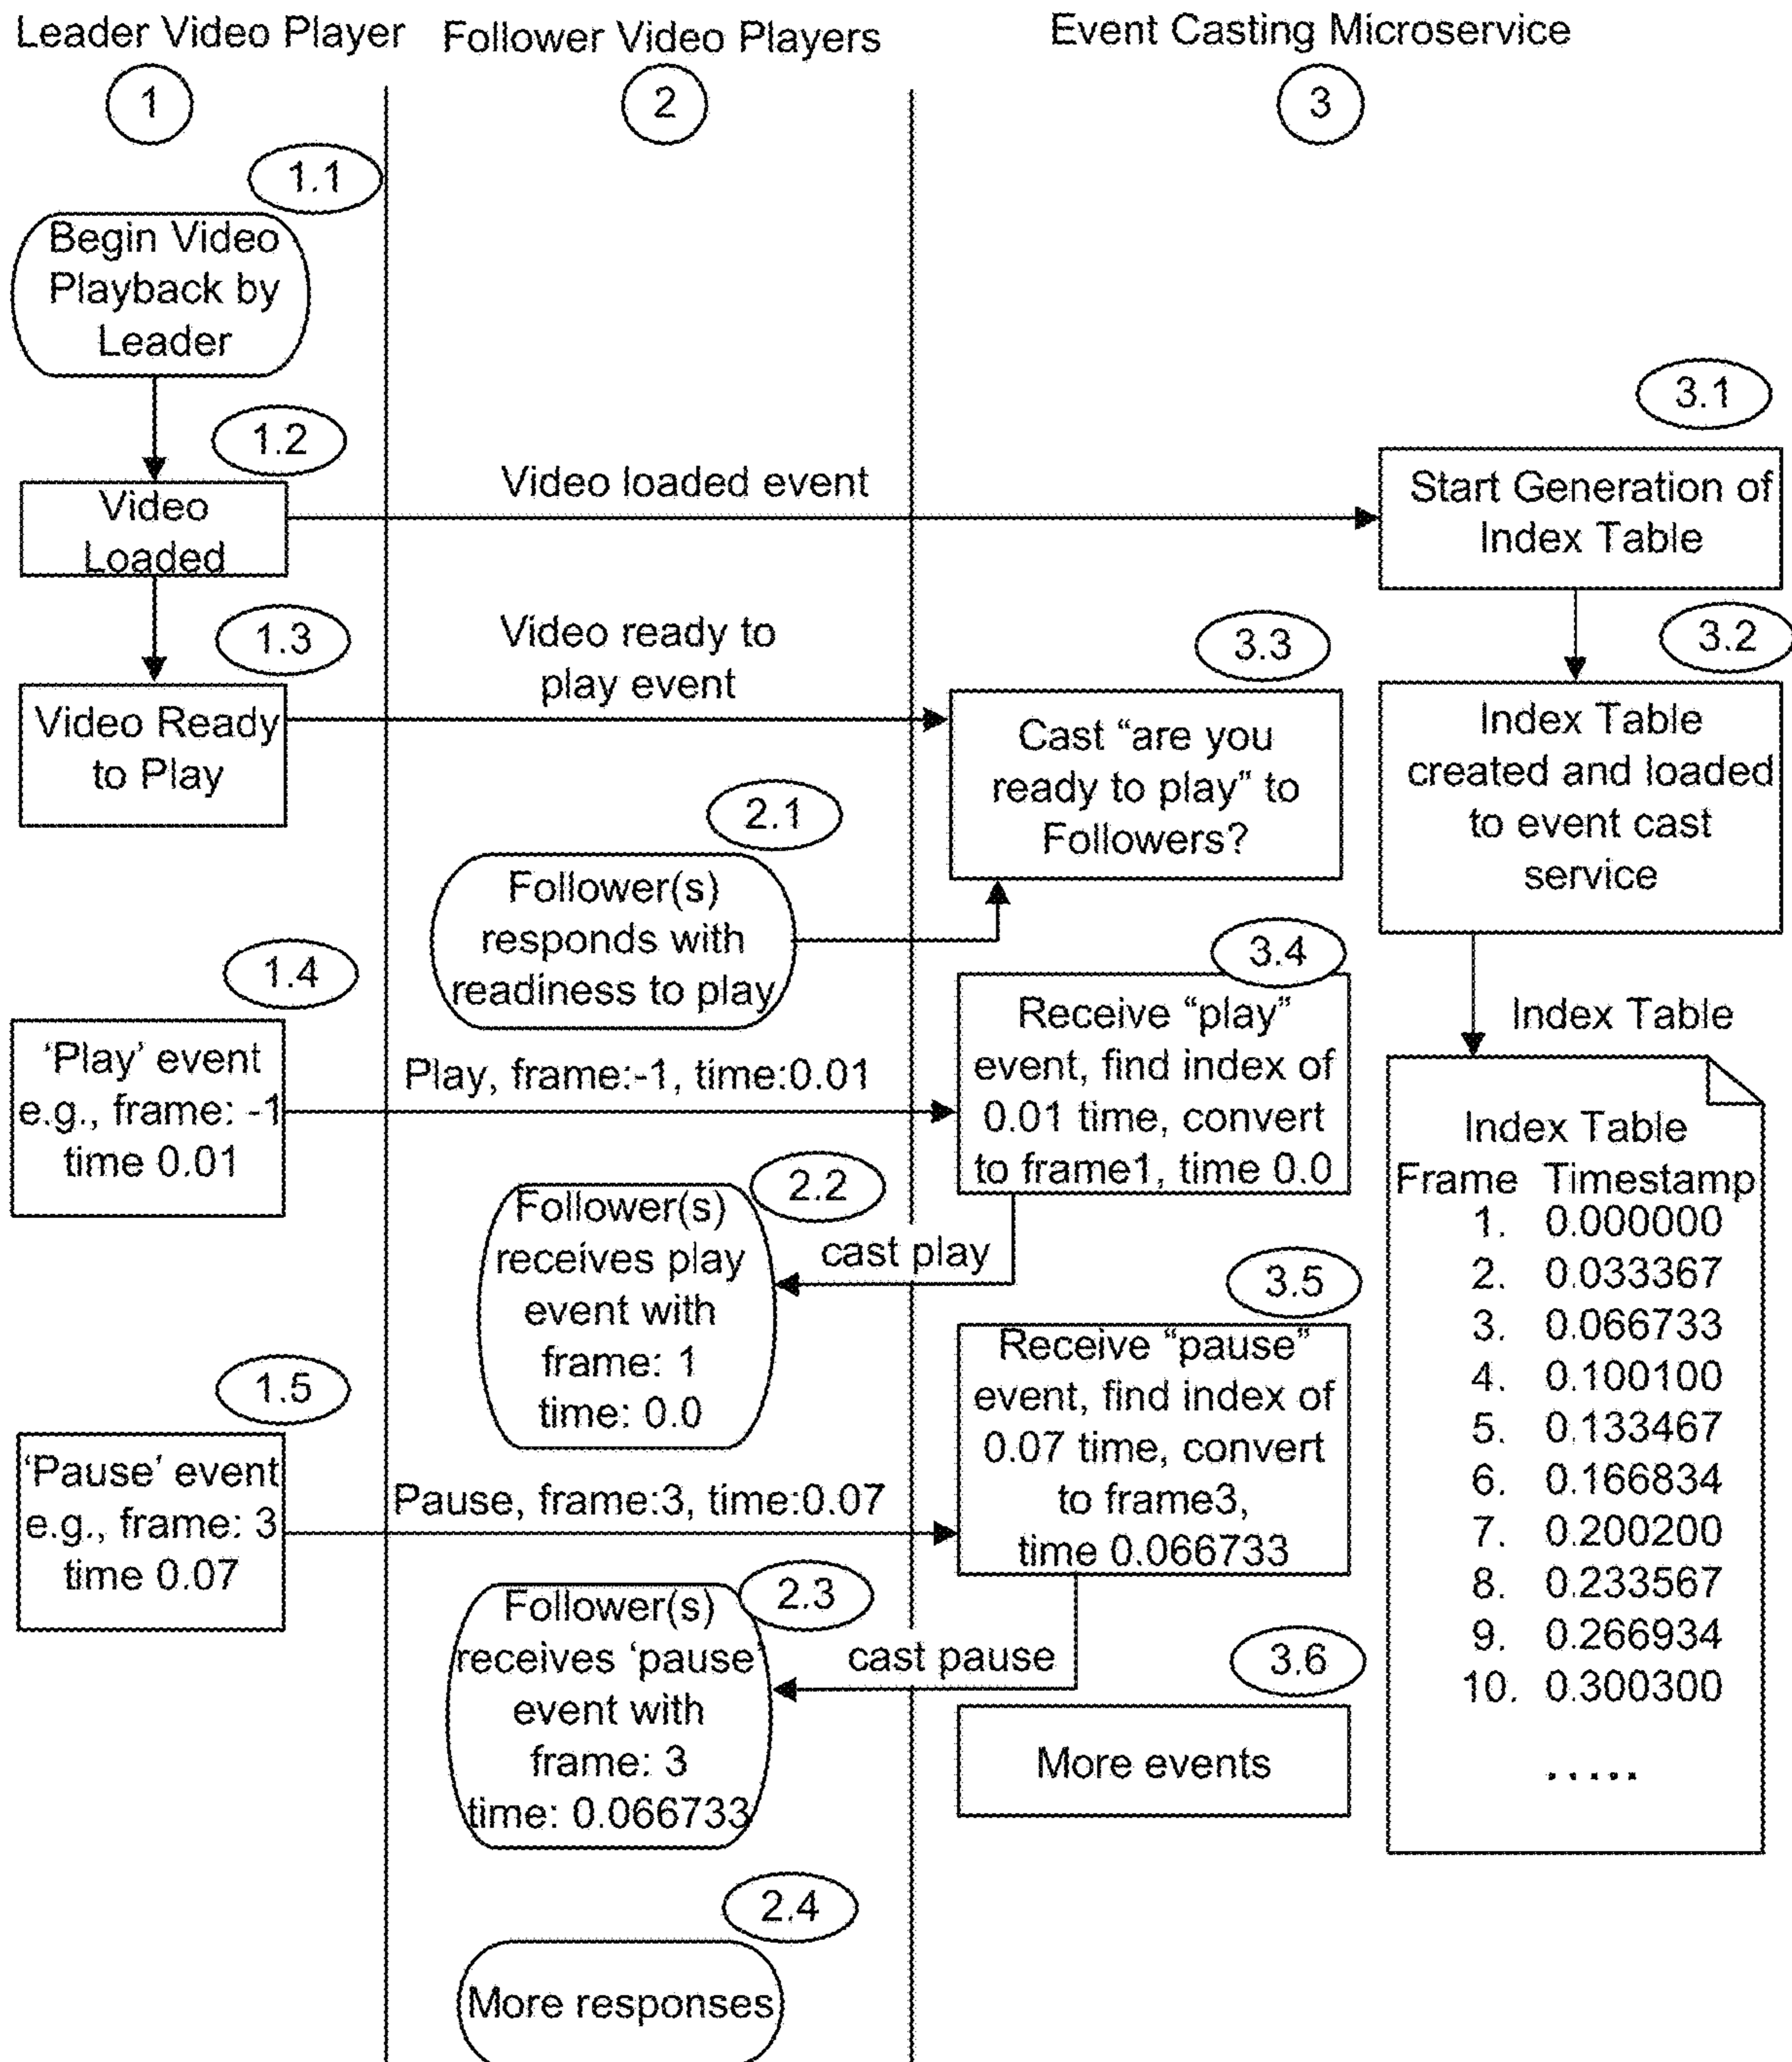 Leader Video Player
Follower Video Players
Event Casting Microservice
1
2
3
1.1
Begin Video
Playback by
Leader
1.2
Video
Loaded
Video loaded event
3.1
Start Generation of
Index Table
1.3
Video Ready
to Play
Video ready to
play event
3.3
Cast “are you
ready to play” to
Followers?
3.2
Index Table
created and loaded
to event cast
service
2.1
Follower(s)
responds with
readiness to play
1.4
‘Play’ event
e.g., frame: -1
time 0.01
Play, frame:-1, time:0.01
3.4
Receive “play”
event, find index of
0.01 time, convert
to frame1, time 0.0
Index Table
Index Table
Frame Timestamp
1. 0.000000
2. 0.033367
3. 0.066733
4. 0.100100
5. 0.133467
6. 0.166834
7. 0.200200
8. 0.233567
9. 0.266934
10. 0.300300
.....
2.2
Follower(s)
receives play
event with
frame: 1
time: 0.0
cast play
3.5
Receive “pause”
event, find index of
0.07 time, convert
to frame3,
time 0.066733
1.5
‘Pause’ event
e.g., frame: 3
time 0.07
Pause, frame:3, time:0.07
2.3
Follower(s)
receives ‘pause’
event with
frame: 3
time: 0.066733
cast pause
3.6
More events
2.4
More responses